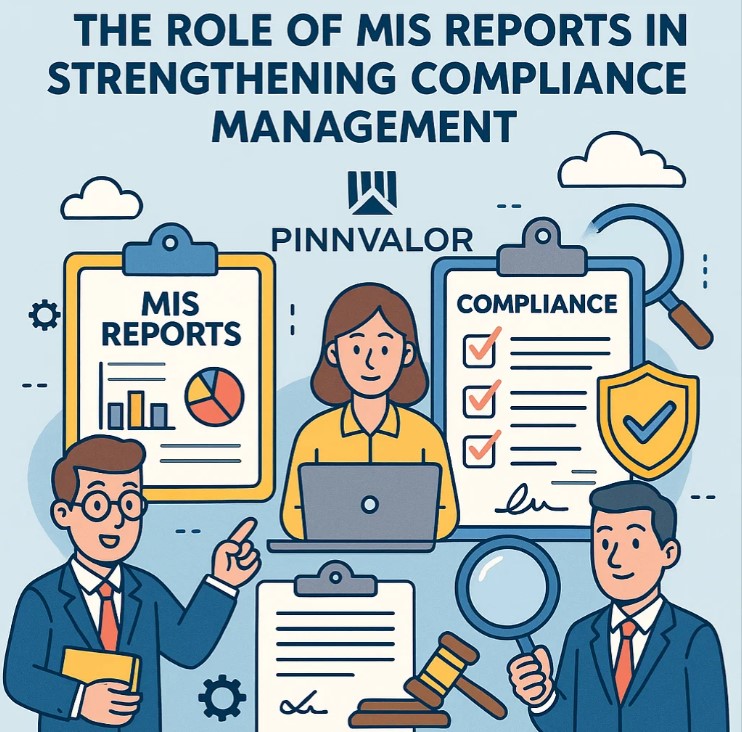 THE ROLE OF MIS REPORTS IN
STRENGTHENING COMPLIANCE
MANAGEMENT
PINNVALOR
MIS
REPORTS
COMPLIANCE